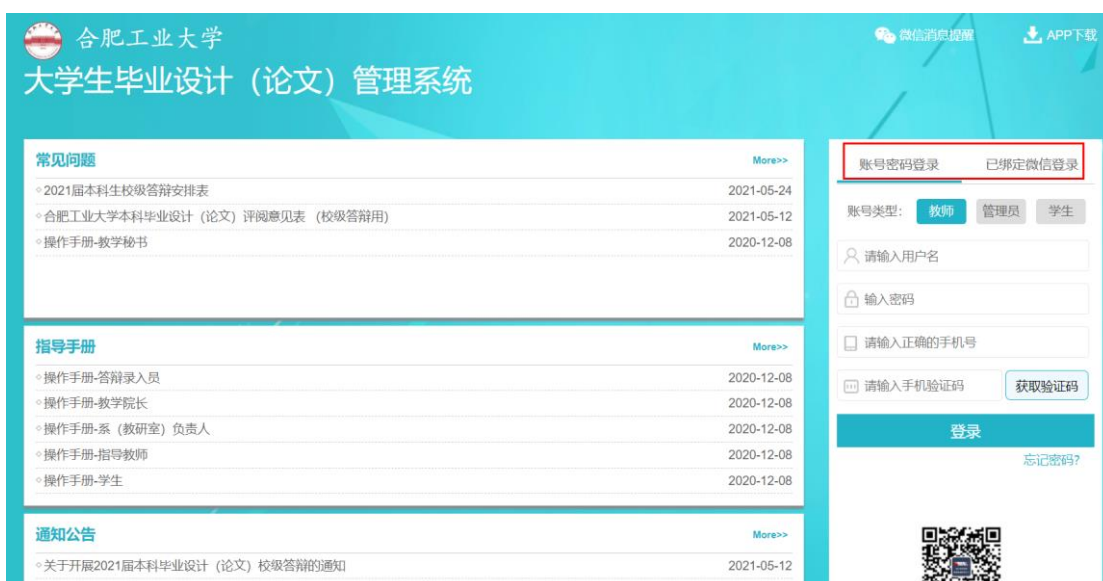 合肥工业大学
微信消息提醒
APP下载
大学生毕业设计（论文）管理系统
常见问题 More>>
2021届本科生校级答辩安排表 2021-05-24
合肥工业大学本科毕业设计（论文）评阅意见表 （校级答辩用） 2021-05-12
操作手册-教学秘书 2020-12-08
指导手册 More>>
操作手册-答辩录入员 2020-12-08
操作手册-教学院长 2020-12-08
操作手册-系（教研室）负责人 2020-12-08
操作手册-指导教师 2020-12-08
操作手册-学生 2020-12-08
通知公告 More>>
关于开展2021届本科毕业设计（论文）校级答辩的通知 2021-05-12
账号密码登录 已绑定微信登录
账号类型: 教师 管理员 学生
请输入用户名
输入密码
请输入正确的手机号
请输入手机验证码 获取验证码
登录
忘记密码?